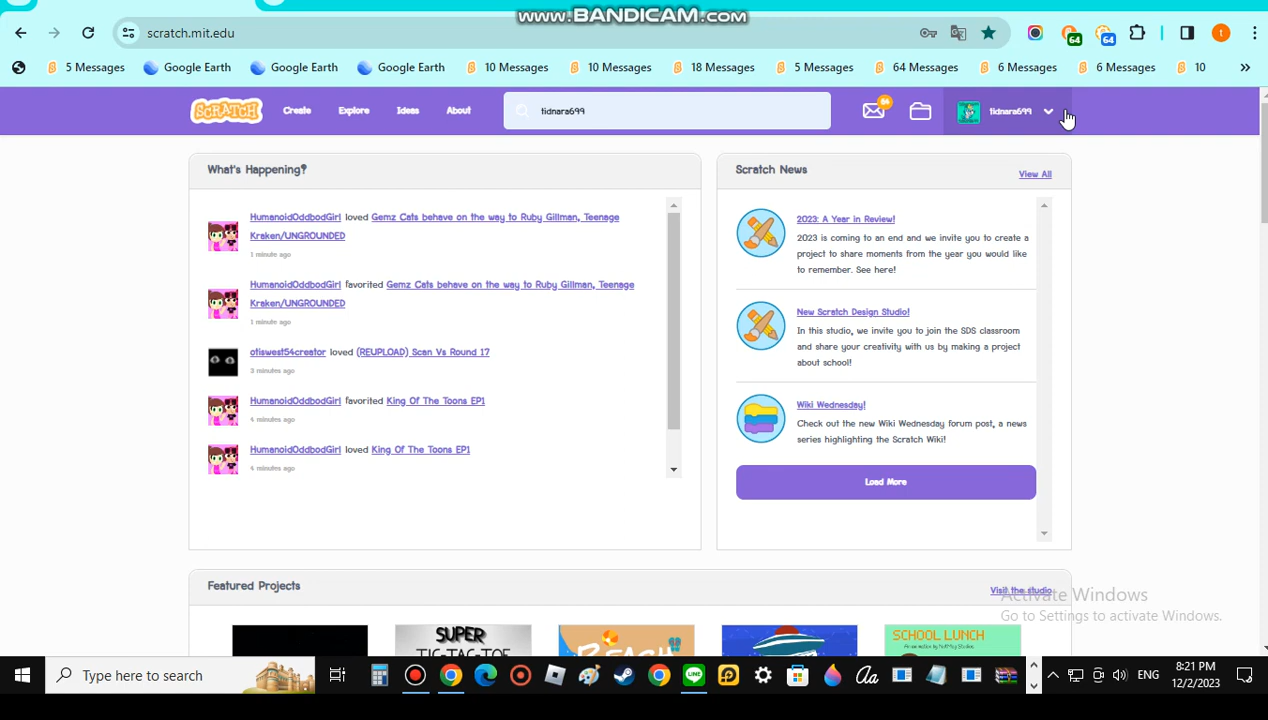 www.BANDICAM.com
scratch.mit.edu
64
64
t
5 Messages
Google Earth
Google Earth
Google Earth
10 Messages
10 Messages
18 Messages
5 Messages
64 Messages
6 Messages
6 Messages
10
»
SCRATCH
Create
Explore
Ideas
About
tidnara699
64
tidnara699
What's Happening?
HumanoidOddbodGirl loved Gemz Cats behave on the way to Ruby Gillman, Teenage
Kraken/UNGROUNDED
1 minute ago
HumanoidOddbodGirl favorited Gemz Cats behave on the way to Ruby Gillman, Teenage
Kraken/UNGROUNDED
1 minute ago
otiswest54creator loved (REUPLOAD) Scan Vs Round 17
3 minutes ago
HumanoidOddbodGirl favorited King Of The Toons EP1
4 minutes ago
HumanoidOddbodGirl loved King Of The Toons EP1
4 minutes ago
Scratch News
View All
2023: A Year in Review!
2023 is coming to an end and we invite you to create a
project to share moments from the year you would like
to remember. See here!
New Scratch Design Studio!
In this studio, we invite you to join the SDS classroom
and share your creativity with us by making a project
about school!
Wiki Wednesday!
Check out the new Wiki Wednesday forum post, a news
series highlighting the Scratch Wiki!
Load More
Featured Projects
Visit the studio
Activate Windows
Go to Settings to activate Windows.
SUPER
TIC-TAC-TOE
BEACH
SCHOOL LUNCH
Type here to search
ENG
8:21 PM
12/2/2023